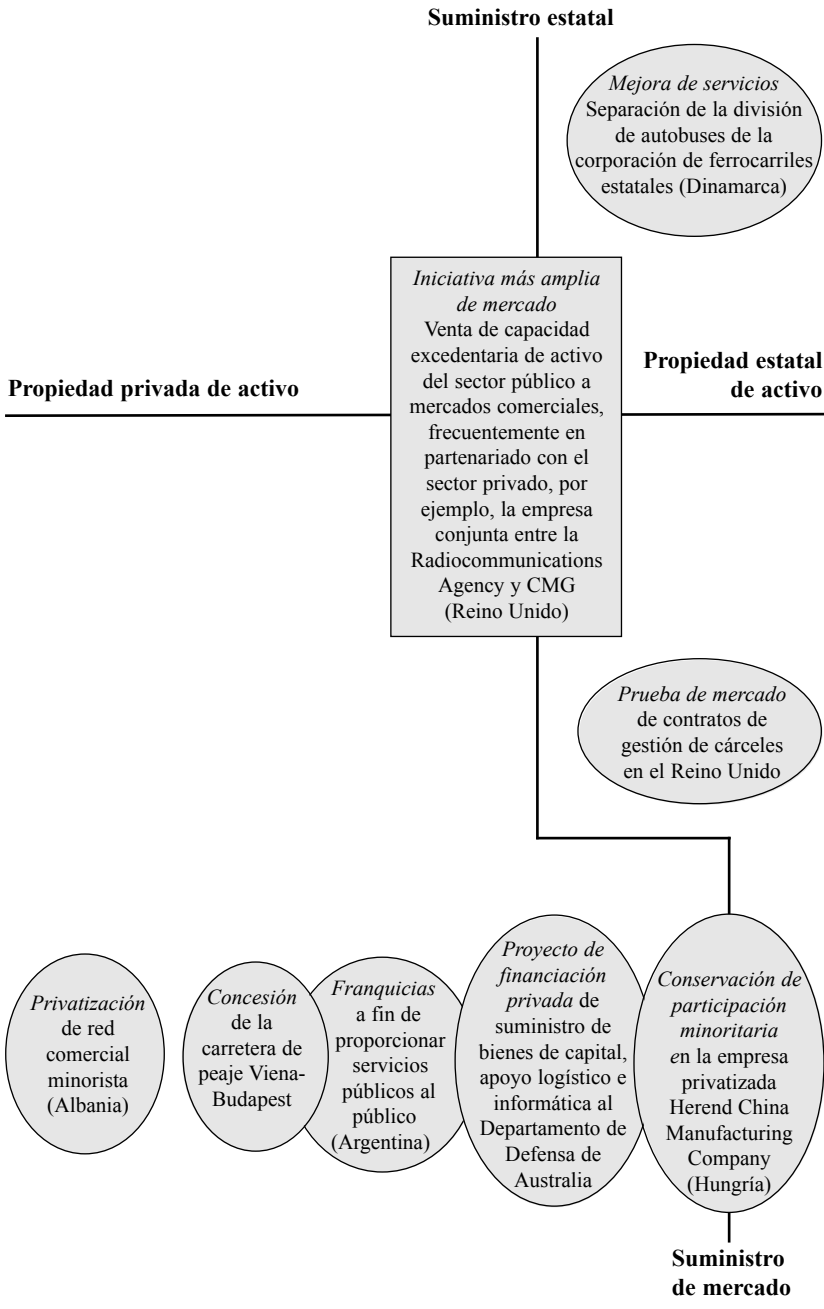 Suministro estatal
Mejora de servicios
Separación de la división
de autobuses de la
corporación de ferrocarriles
estatales (Dinamarca)
Iniciativa más amplia
de mercado
Venta de capacidad
excedentaria de activo
del sector público a
mercados comerciales,
frecuentemente en
partenariado con el
sector privado, por
ejemplo, la empresa
conjunta entre la
Radiocommunications
Agency y CMG
(Reino Unido)
Propiedad privada de activo
Propiedad estatal
de activo
Prueba de mercado
de contratos de
gestión de cárceles
en el Reino Unido
Privatización
de red
comercial
minorista
(Albania)
Concesión
de la
carretera de
peaje Viena-
Budapest
Franquicias
a fin de
proporcionar
servicios
públicos al
público
(Argentina)
Proyecto de
financiación
privada de
suministro de
bienes de capital,
apoyo logístico e
informática al
Departamento de
Defensa de
Australia
Conservación de
participación
minoritaria
en la empresa
privatizada
Herend China
Manufacturing
Company
(Hungría)
Suministro
de mercado